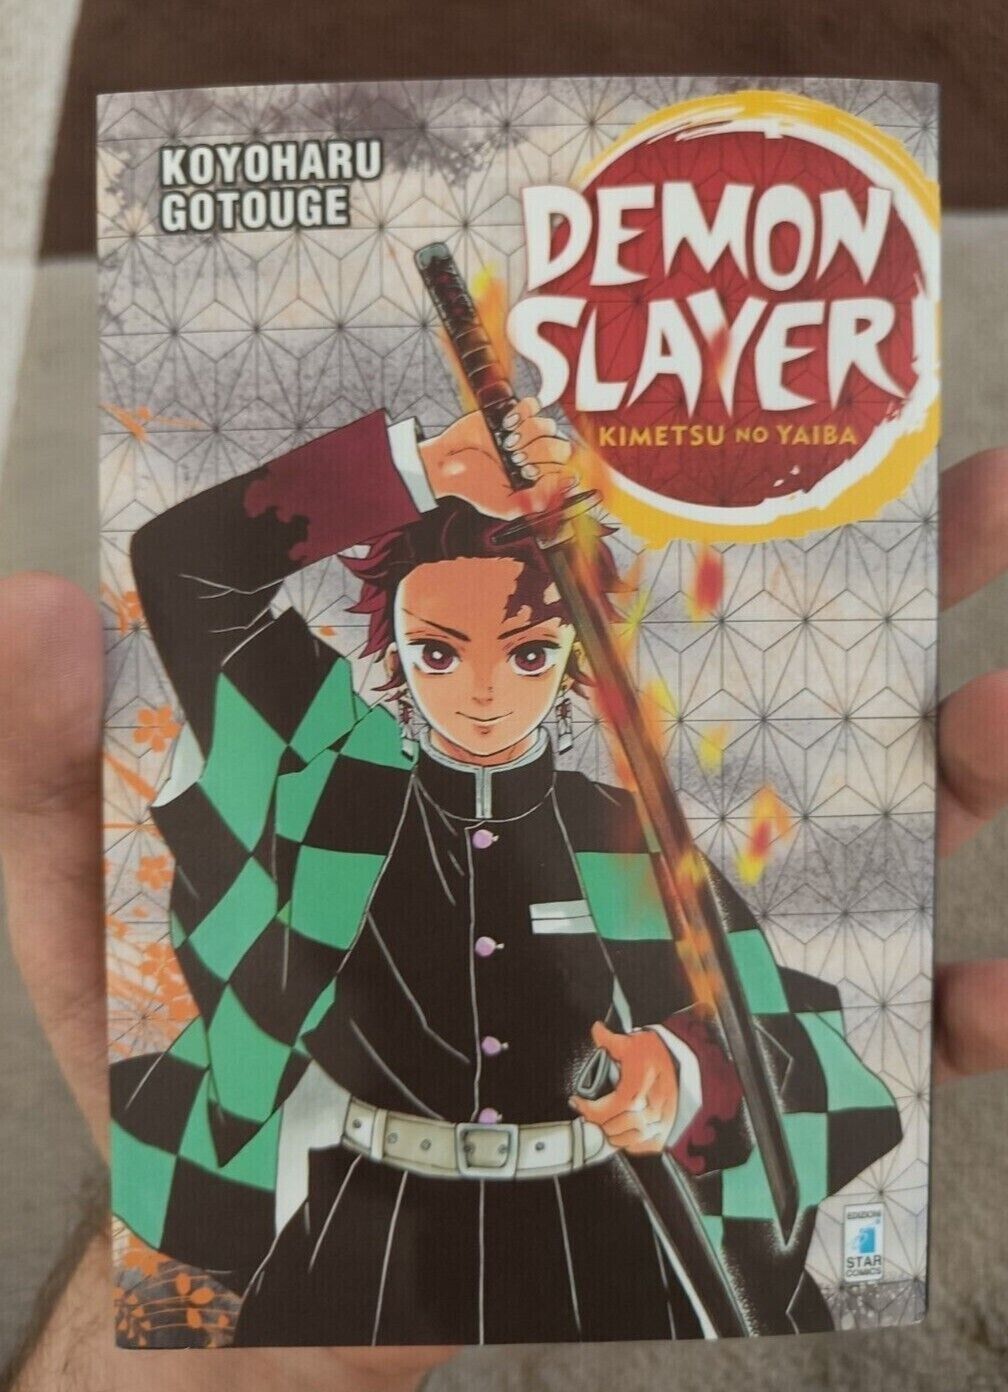 KOYOHARU
GOTOUGE
DEMON
SLAYER
KIMETSU NO YAIBA
EDIZIONI
STAR
COMICS